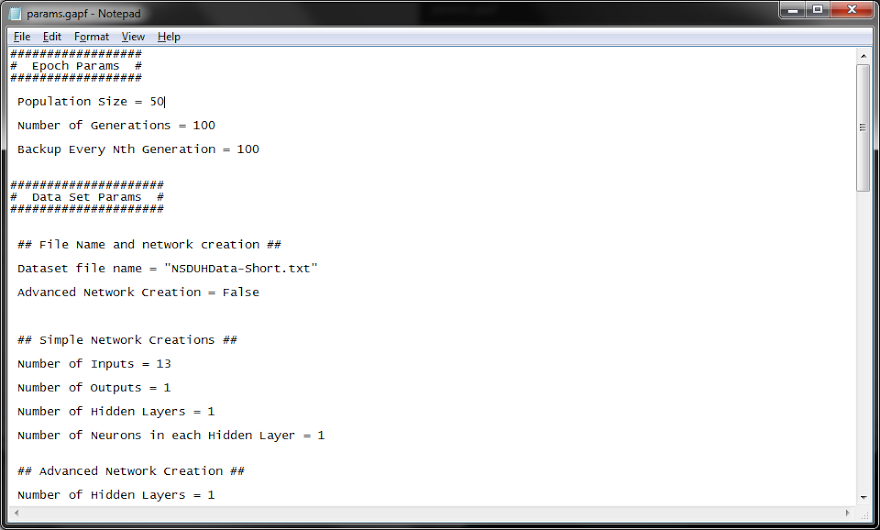 params.gapf - Notepad
File Edit Format View Help
##################
#  Epoch Params  #
##################
Population Size = 50
Number of Generations = 100
Backup Every Nth Generation = 100
#####################
#  Data Set Params  #
#####################
## File Name and network creation ##
Dataset file name = "NSDUHData-Short.txt"
Advanced Network Creation = False
## Simple Network Creations ##
Number of Inputs = 13
Number of Outputs = 1
Number of Hidden Layers = 1
Number of Neurons in each Hidden Layer = 1
## Advanced Network Creation ##
Number of Hidden Layers = 1